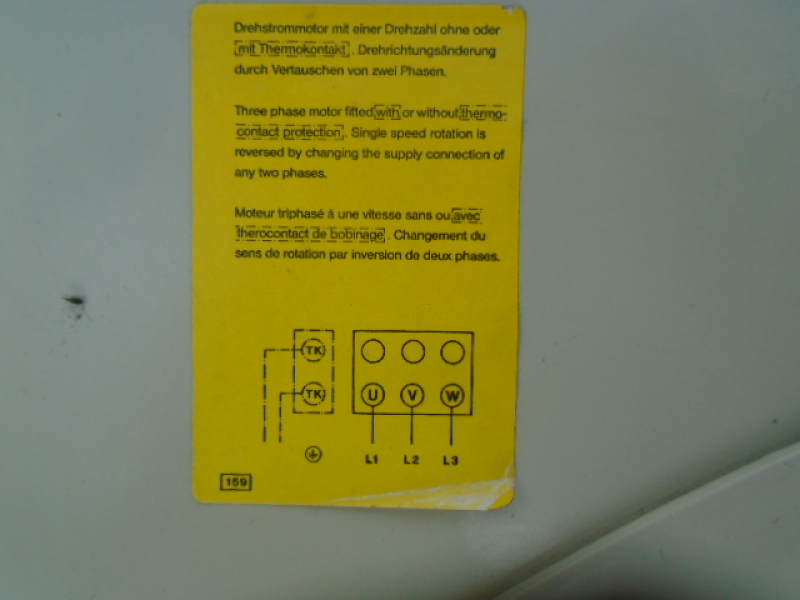 Drehstrommotor mit einer Drehzahl ohne oder
mit Thermokontakt. Drehrichtungsänderung
durch Vertauschen von zwei Phasen.
Three phase motor fitted with or without thermo-
contact protection. Single speed rotation is
reversed by changing the supply connection of
any two phases.
Moteur triphasé à une vitesse sans ou avec
therocontact de bobinage. Changement du
sens de rotation par inversion de deux phases.
TK
TK U V W
L1 L2 L3
159